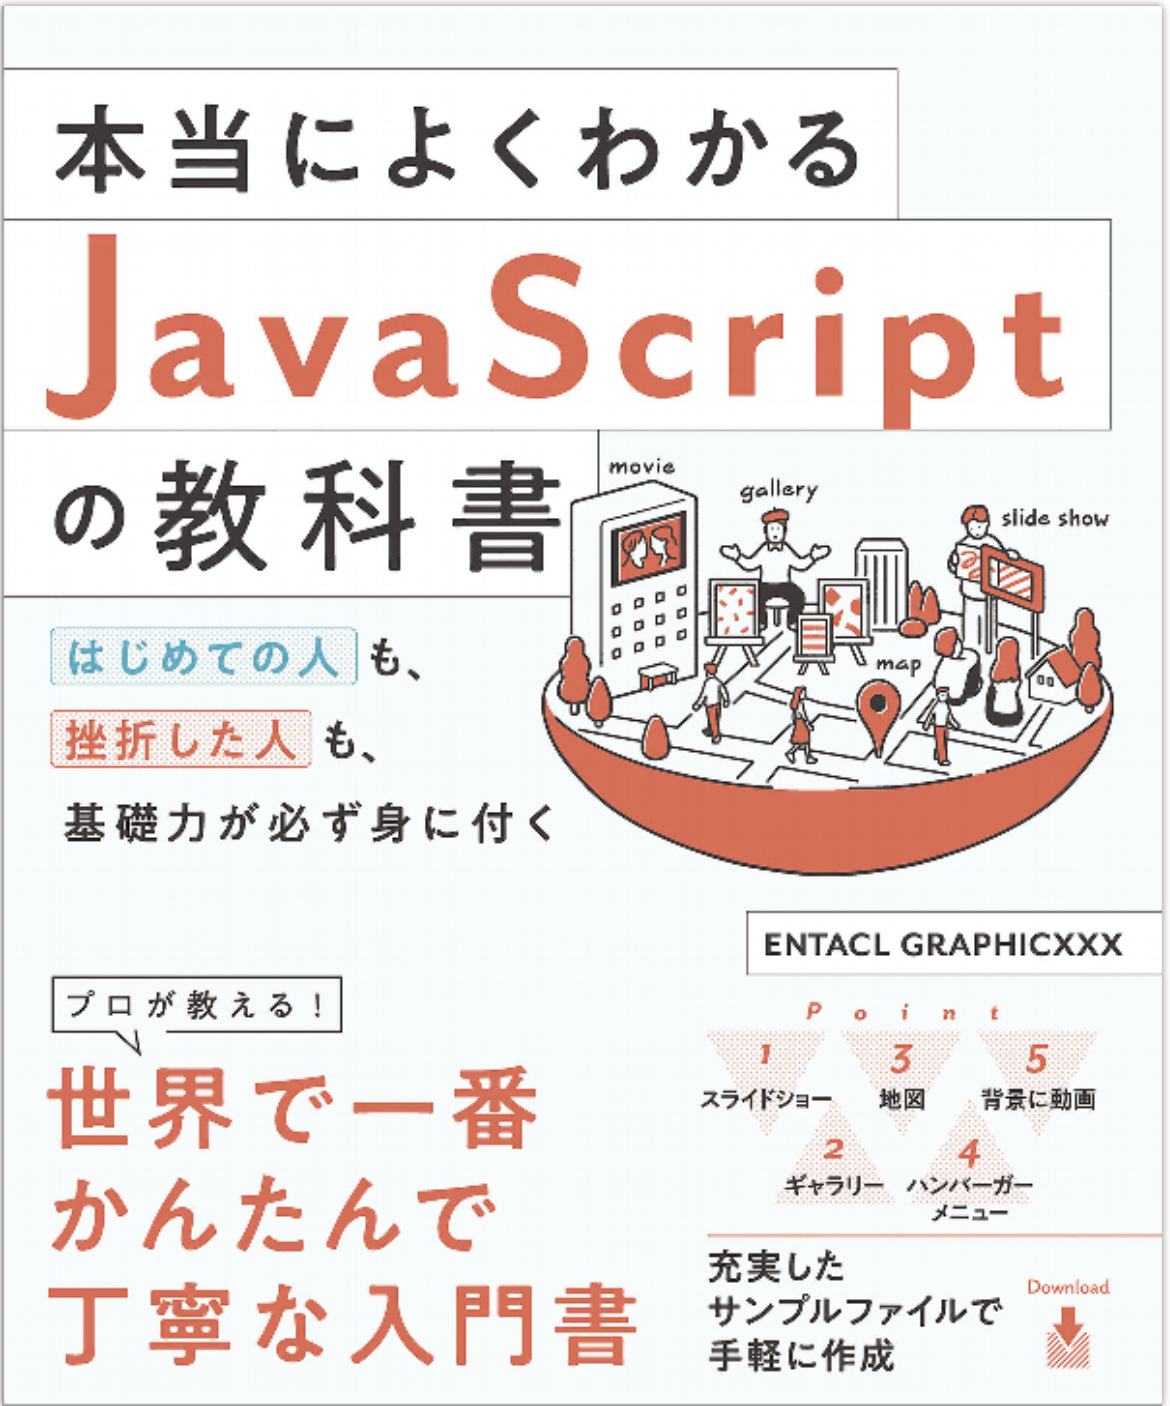 本当によくわかる
JavaScript
の教科書
movie
gallery
slide show
map
はじめての人も、
挫折した人も、
基礎力が必ず身に付く
ENTACL GRAPHICXXX
プロが教える！
世界で一番
かんたんで
丁寧な入門書
Point
1
スライドショー
2
ギャラリー
3
地図
4
ハンバーガー
メニュー
5
背景に動画
充実した
サンプルファイルで
手軽に作成
Download